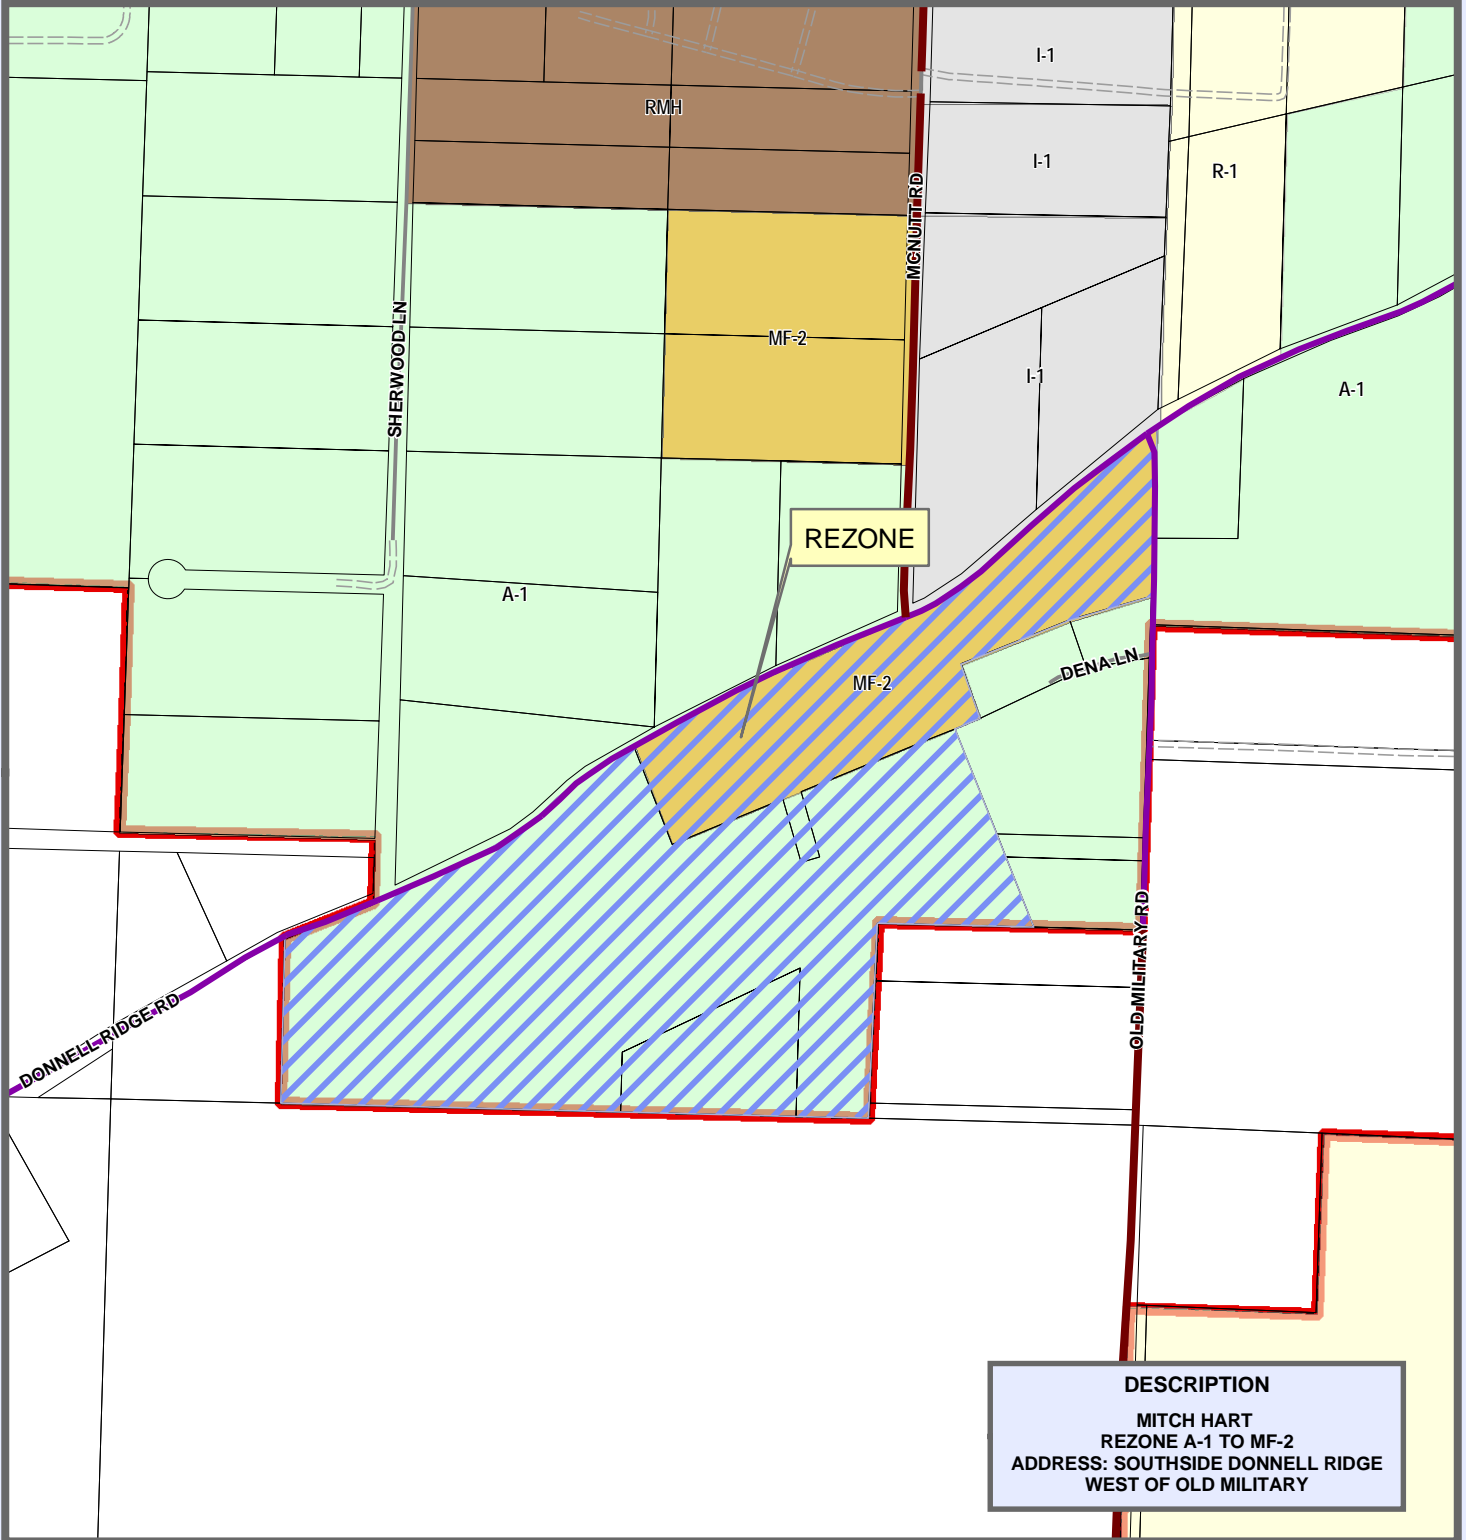 I-1
RMH
I-1
R-1
MCNUTT RD
SHERWOOD LN
MF-2
I-1
A-1
REZONE
A-1
DENA LN
MF-2
OLD MILITARY RD
DONNELL RIDGE RD
DESCRIPTION
MITCH HART
REZONE A-1 TO MF-2
ADDRESS: SOUTHSIDE DONNELL RIDGE
WEST OF OLD MILITARY